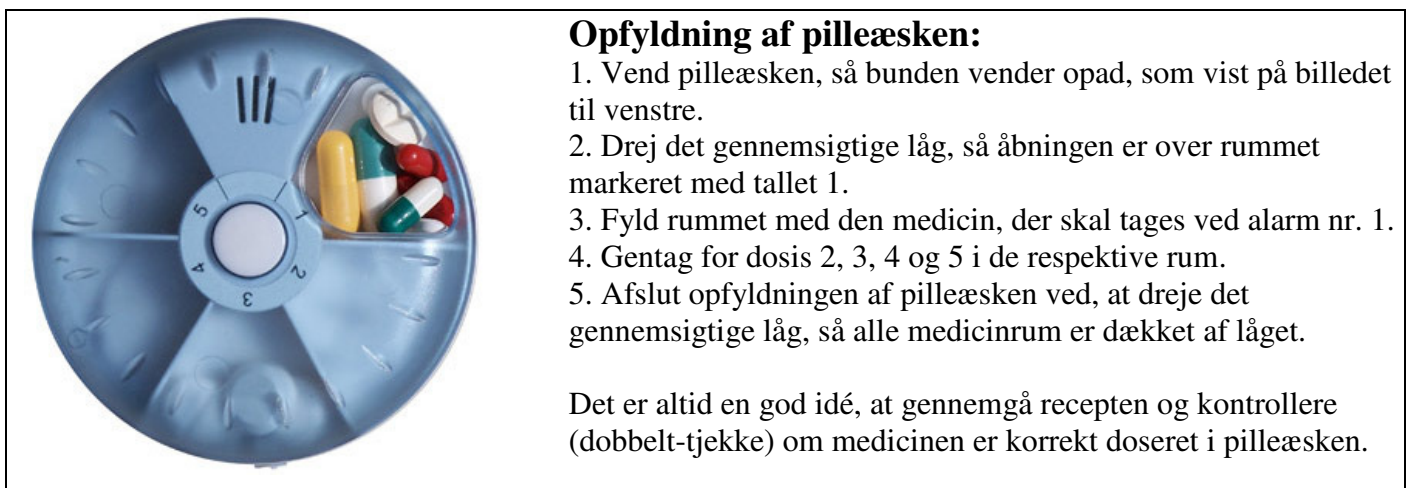 Opfyldning af pilleæsken:
1. Vend pilleæsken, så bunden vender opad, som vist på billedet
til venstre.
2. Drej det gennemsigtige låg, så åbningen er over rummet
markeret med tallet 1.
3. Fyld rummet med den medicin, der skal tages ved alarm nr. 1.
4. Gentag for dosis 2, 3, 4 og 5 i de respektive rum.
5. Afslut opfyldningen af pilleæsken ved, at dreje det
gennemsigtige låg, så alle medicinrum er dækket af låget.
Det er altid en god idé, at gennemgå recepten og kontrollere
(dobbelt-tjekke) om medicinen er korrekt doseret i pilleæsken.
1
2
3
4
5